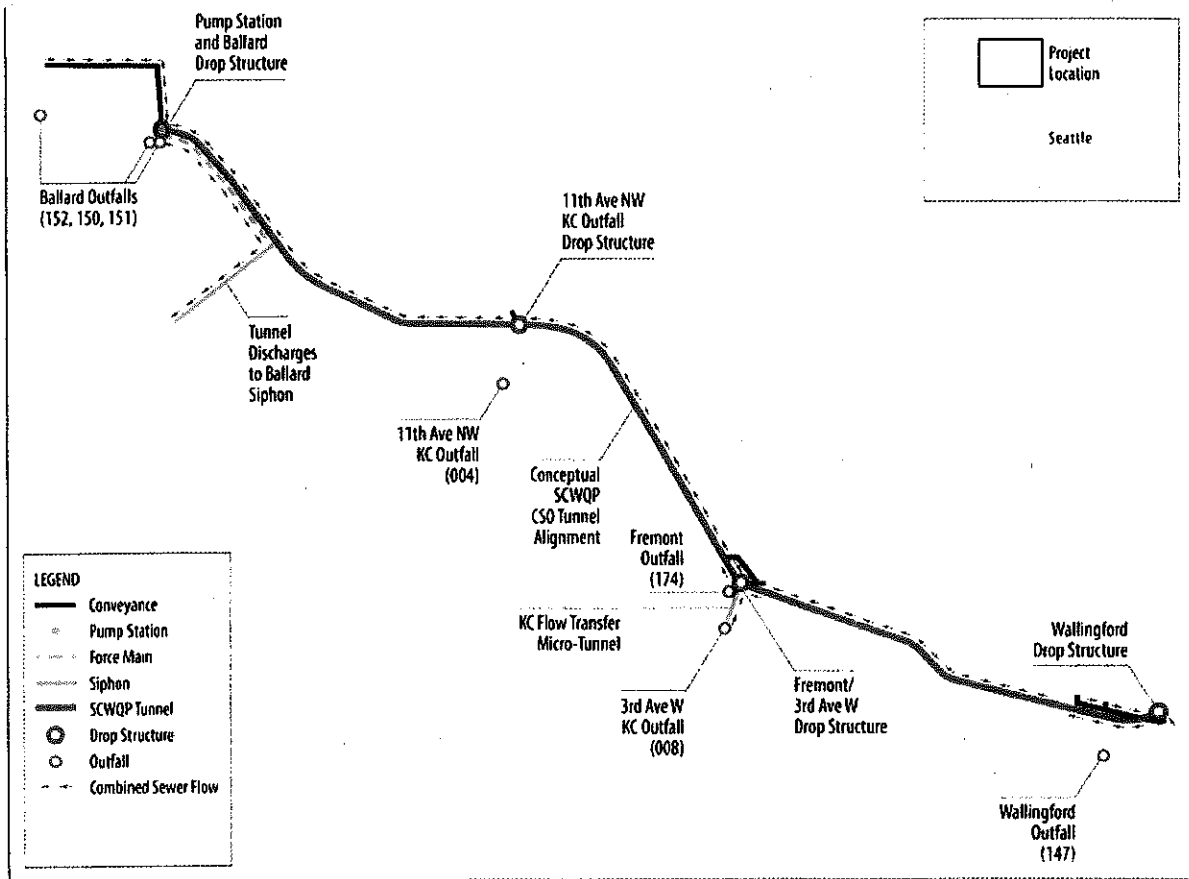 Pump Station
and Ballard
Drop Structure
Project
Location
Seattle
Ballard Outfalls
(152, 150, 151)
11th Ave NW
KC Outfall
Drop Structure
Tunnel
Discharges
to Ballard
Siphon
11th Ave NW
KC Outfall
(004)
Conceptual
SCWQP
CSO Tunnel
Alignment
Fremont
Outfall
(174)
KC Flow Transfer
Micro-Tunnel
3rd Ave W
KC Outfall
(008)
Fremont/
3rd Ave W
Drop Structure
Wallingford
Drop Structure
Wallingford
Outfall
(147)
LEGEND
Conveyance
Pump Station
Force Main
Siphon
SCWQP Tunnel
Drop Structure
Outfall
Combined Sewer Flow